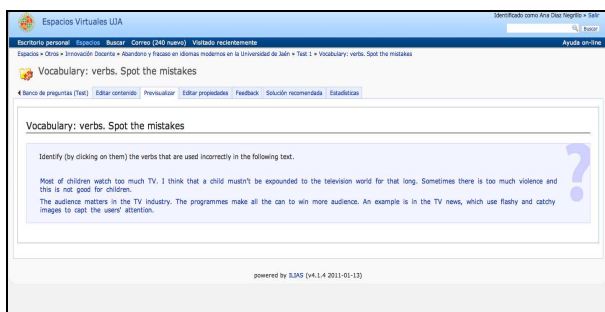 Identificado como Ana Díaz Negrillo » Salir
Espacios Virtuales UJA
Buscar
Escritorio personal Espacios Buscar Correo (240 nuevo) Visitado recientemente Ayuda on-line
Espacios » Otros » Innovación Docente » Abandono y fracaso en idiomas modernos en la Universidad de Jaén » Test 1 » Vocabulary: verbs. Spot the mistakes
Vocabulary: verbs. Spot the mistakes
Banco de preguntas (Test) Editar contenido Previsualizar Editar propiedades Feedback Solución recomendada Estadísticas
Vocabulary: verbs. Spot the mistakes
Identify (by clicking on them) the verbs that are used incorrectly in the following text.
Most of children watch too much TV. I think that a child mustn't be expounded to the television world for that long. Sometimes there is too much violence and
this is not good for children.
The audience matters in the TV industry. The programmes make all the can to win more audience. An example is in the TV news, which use flashy and catchy
images to capt the users' attention.
?
powered by ILIAS (v4.1.4 2011-01-13)